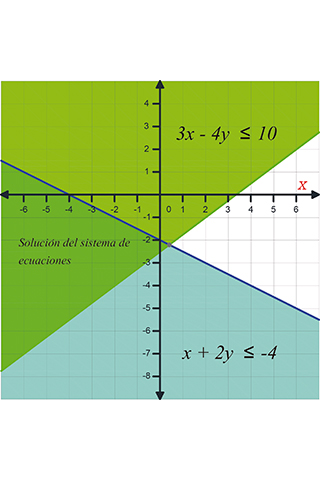 4
3
3x - 4y ≤ 10
2
1
-6 -5 -4 -3 -2 -1 1 2 3 4 5 6
X
-1
Solución del sistema de
-2
ecuaciones
-3
-4
-5
-6
x + 2y ≤ -4
-7
-8